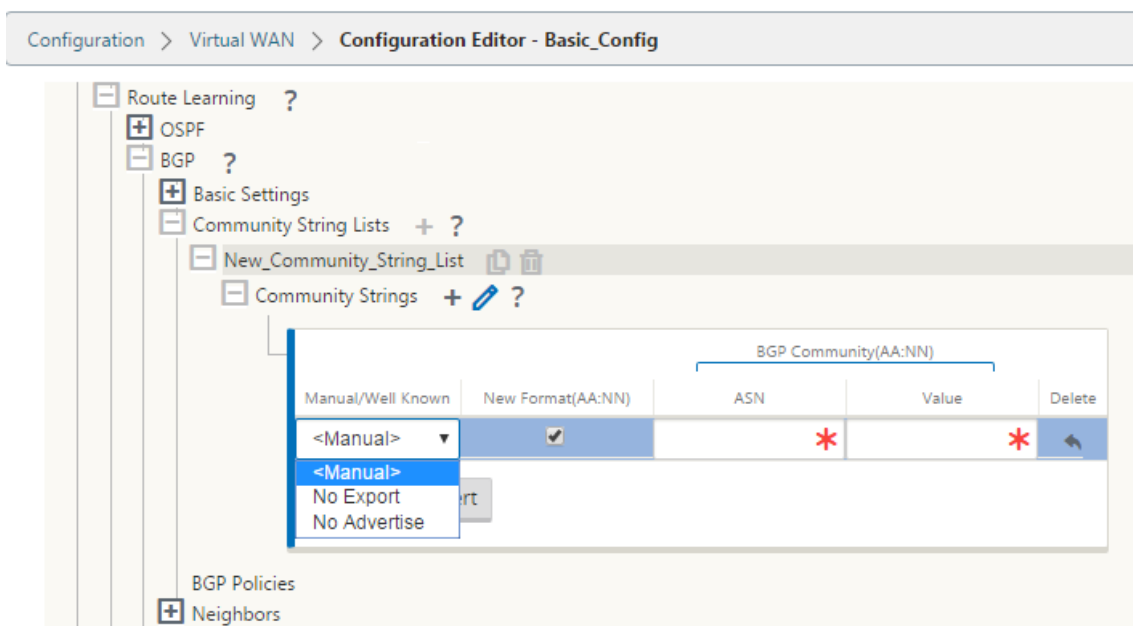 Configuration > Virtual WAN > Configuration Editor - Basic_Config
Route Learning ?
OSPF
BGP ?
Basic Settings
Community String Lists + ?
New_Community_String_List
Community Strings + ?
BGP Community(AA:NN)
Manual/Well Known New Format(AA:NN) ASN Value Delete
<Manual> * *
<Manual>
No Export
No Advertise
BGP Policies
Neighbors